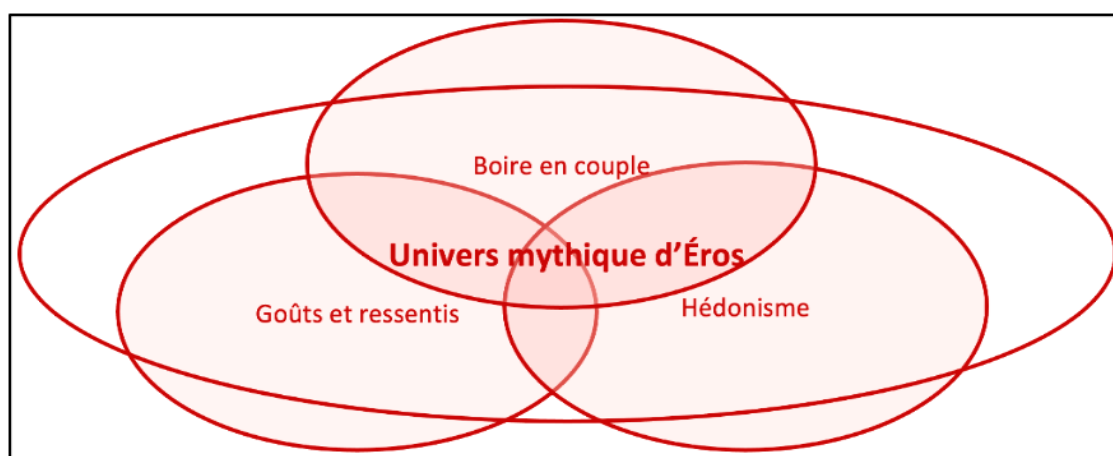 Boire en couple
Univers mythique d’Éros
Goûts et ressentis
Hédonisme